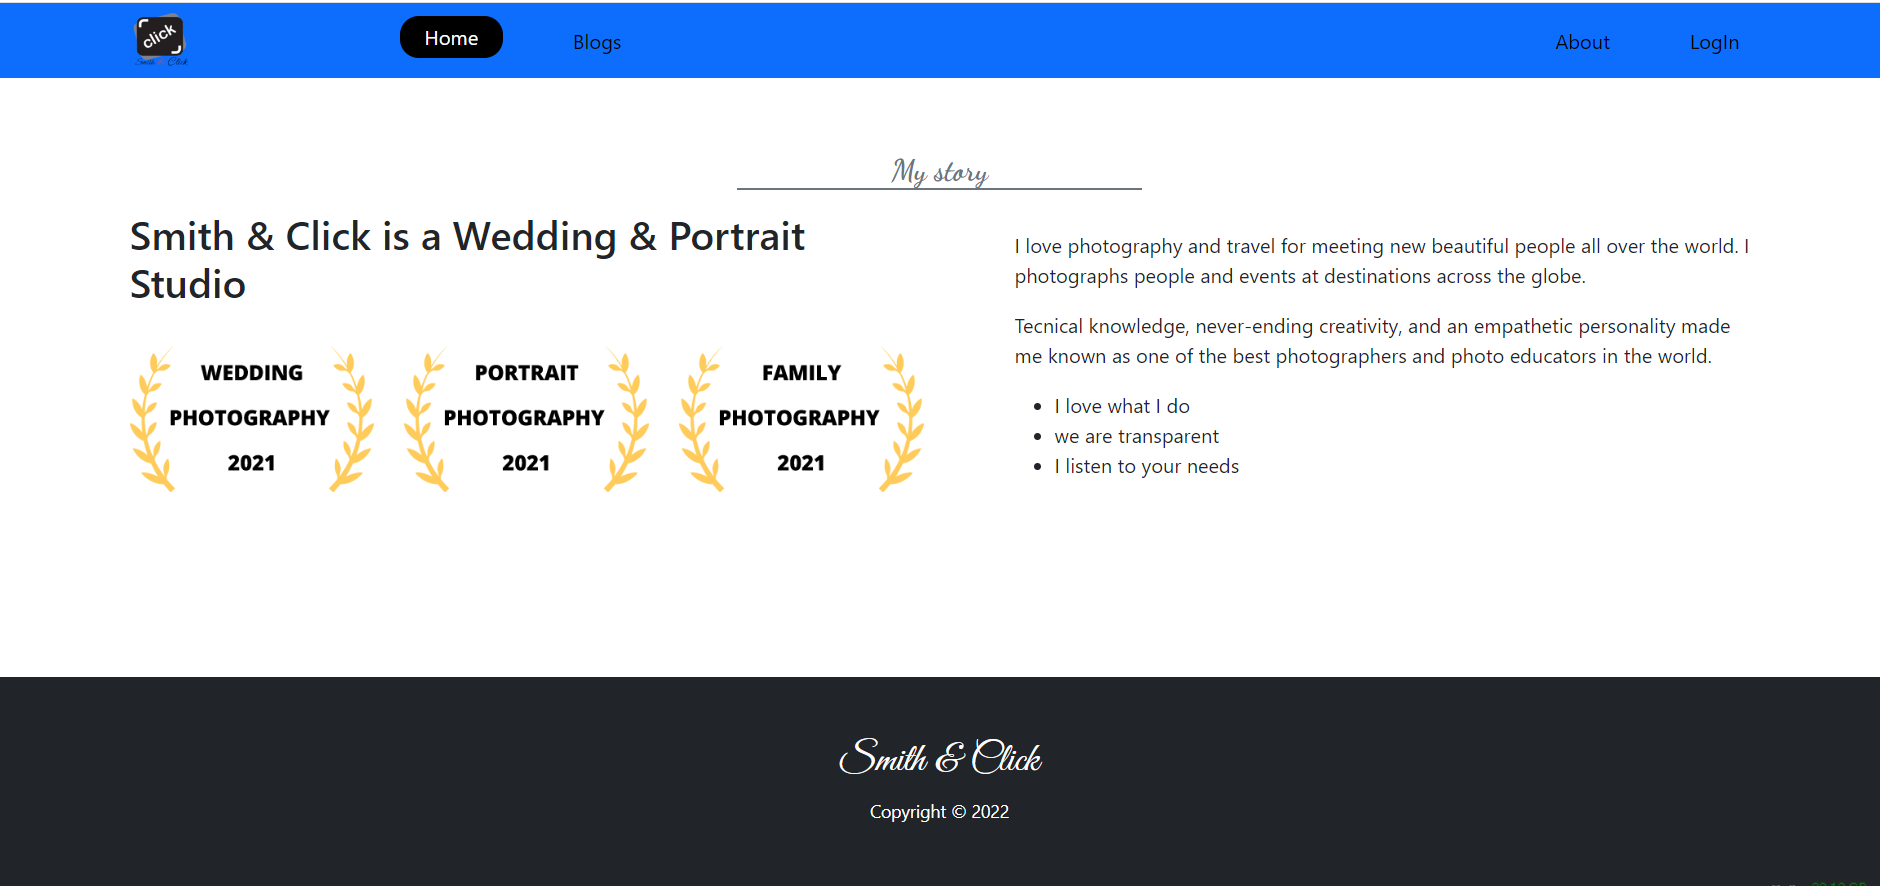 click
Smith & Click
Home
Blogs
About
LogIn
My story
Smith & Click is a Wedding & Portrait
Studio
WEDDING
PHOTOGRAPHY
2021
PORTRAIT
PHOTOGRAPHY
2021
FAMILY
PHOTOGRAPHY
2021
I love photography and travel for meeting new beautiful people all over the world. I
photographs people and events at destinations across the globe.
Tecnical knowledge, never-ending creativity, and an empathetic personality made
me known as one of the best photographers and photo educators in the world.
I love what I do
we are transparent
I listen to your needs
Smith & Click
Copyright © 2022